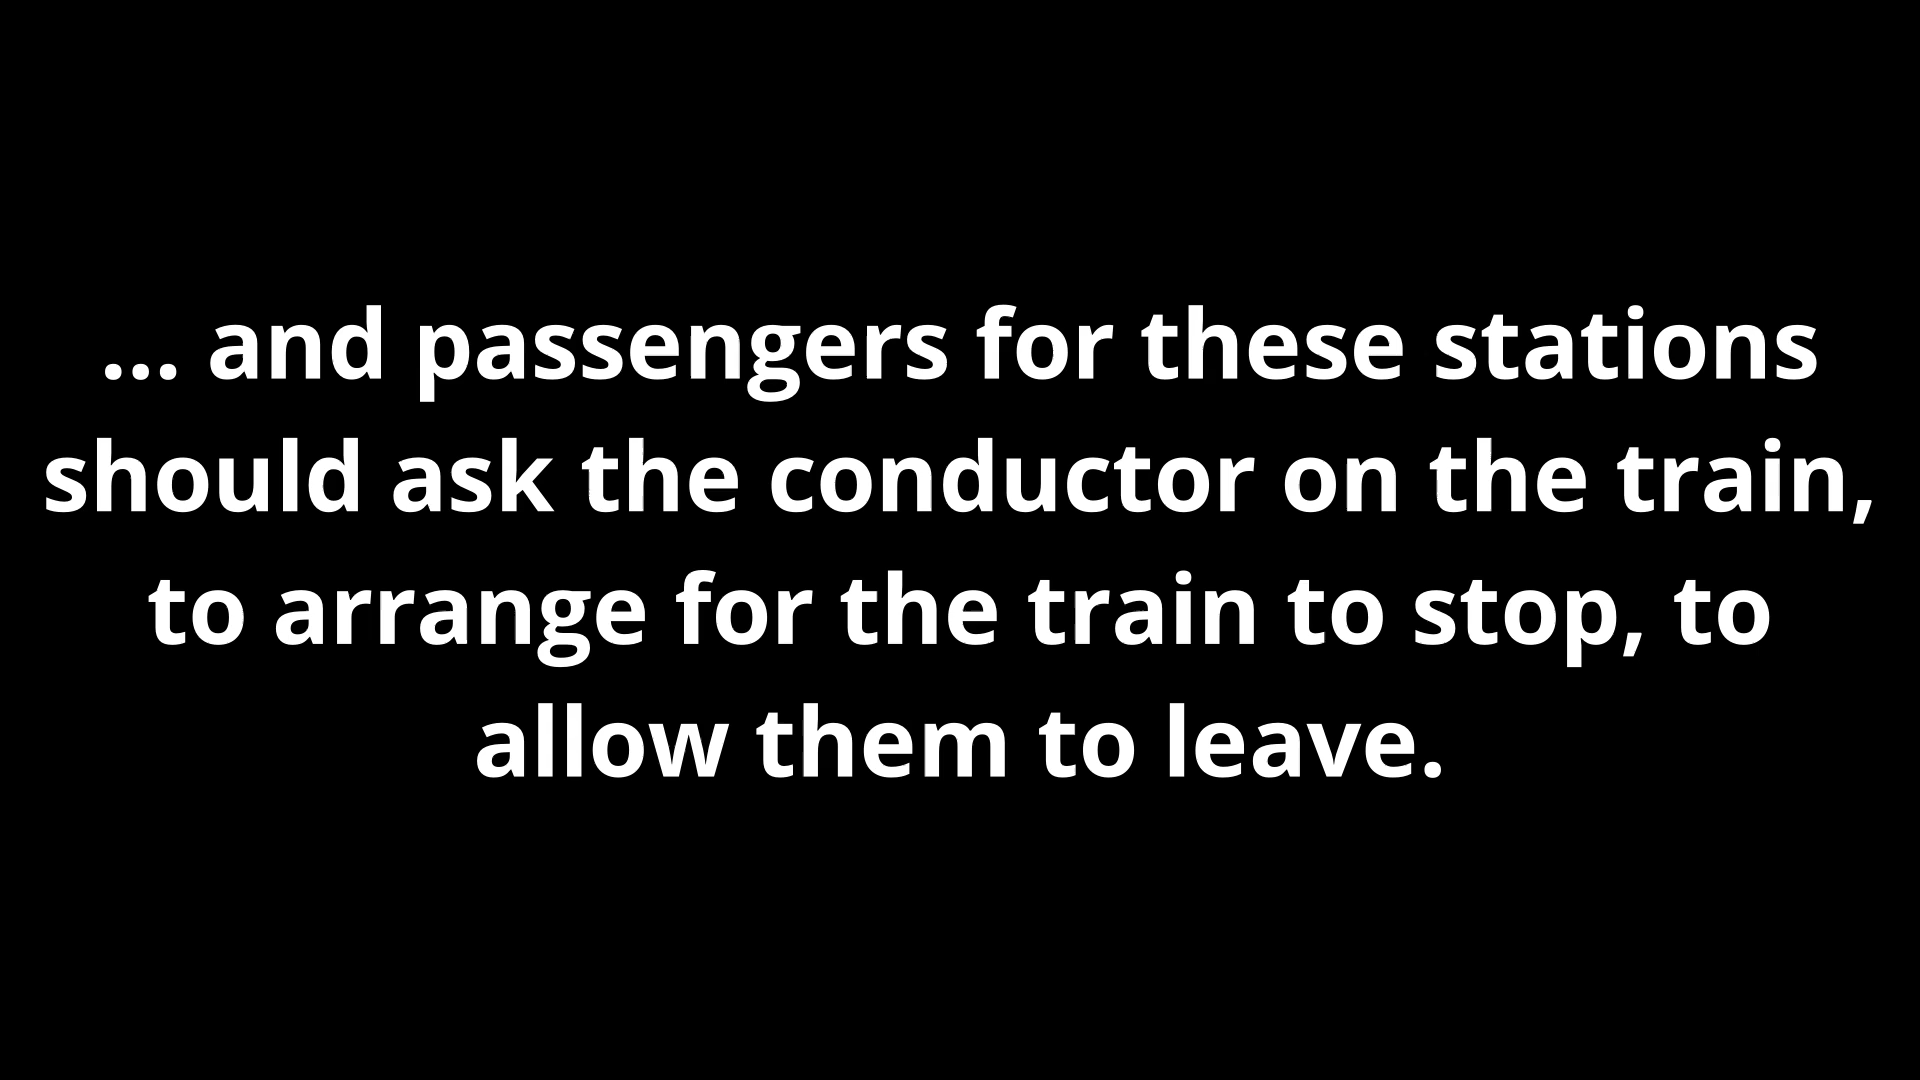 ... and passengers for these stations
should ask the conductor on the train,
to arrange for the train to stop, to
allow them to leave.